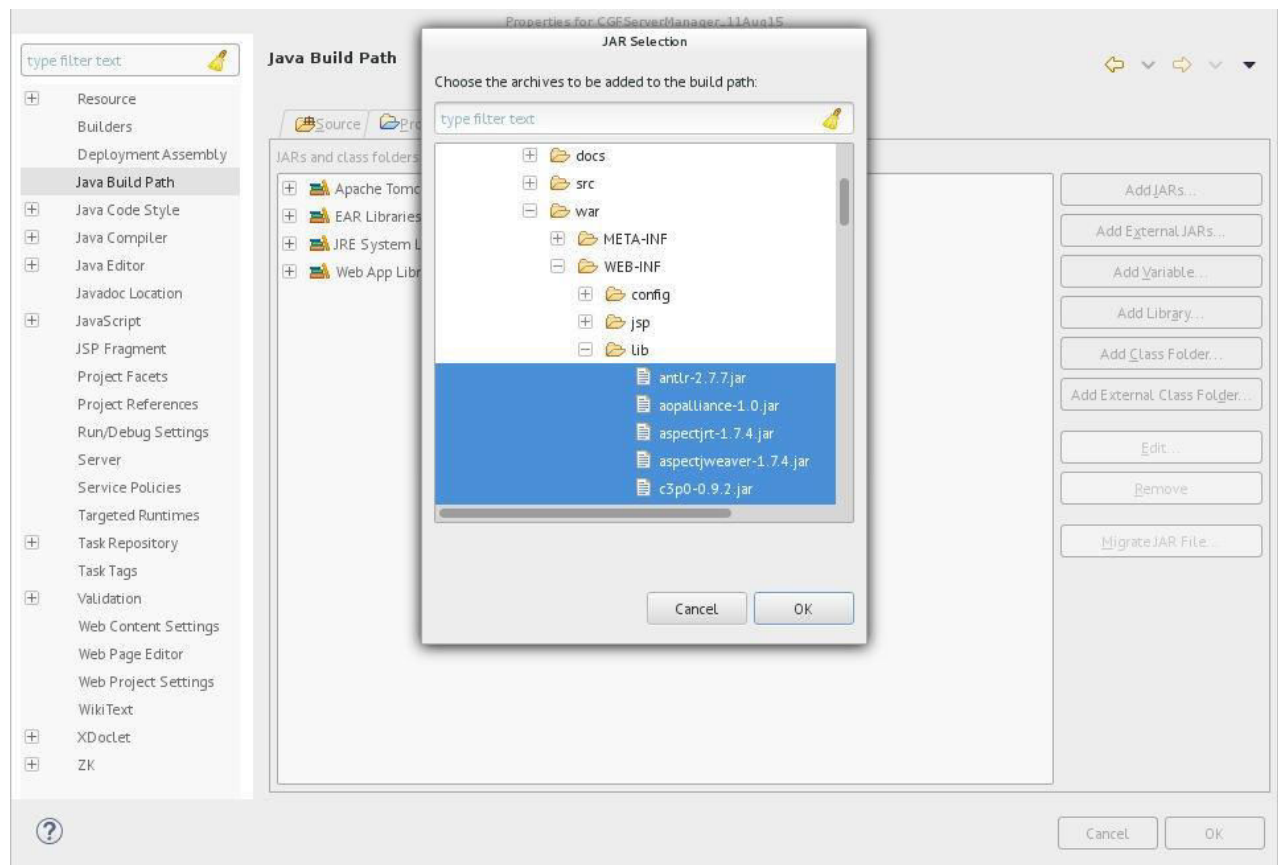 Properties for CGFServerManager_11Aug15
type filter text
Resource
Builders
Deployment Assembly
Java Build Path
Java Code Style
Java Compiler
Java Editor
Javadoc Location
JavaScript
JSP Fragment
Project Facets
Project References
Run/Debug Settings
Server
Service Policies
Targeted Runtimes
Task Repository
Task Tags
Validation
Web Content Settings
Web Page Editor
Web Project Settings
WikiText
XDoclet
ZK
Java Build Path
Source
Pro
JARs and class folders
Apache Tomc
EAR Libraries
JRE System L
Web App Libr
JAR Selection
Choose the archives to be added to the build path:
type filter text
docs
src
war
META-INF
WEB-INF
config
jsp
lib
antlr-2.7.7.jar
aopalliance-1.0.jar
aspectjrt-1.7.4.jar
aspectjweaver-1.7.4.jar
c3p0-0.9.2.jar
Cancel
OK
Add JARs...
Add External JARs...
Add Variable...
Add Library...
Add Class Folder...
Add External Class Folder...
Edit...
Remove
Migrate JAR File...
?
Cancel
OK